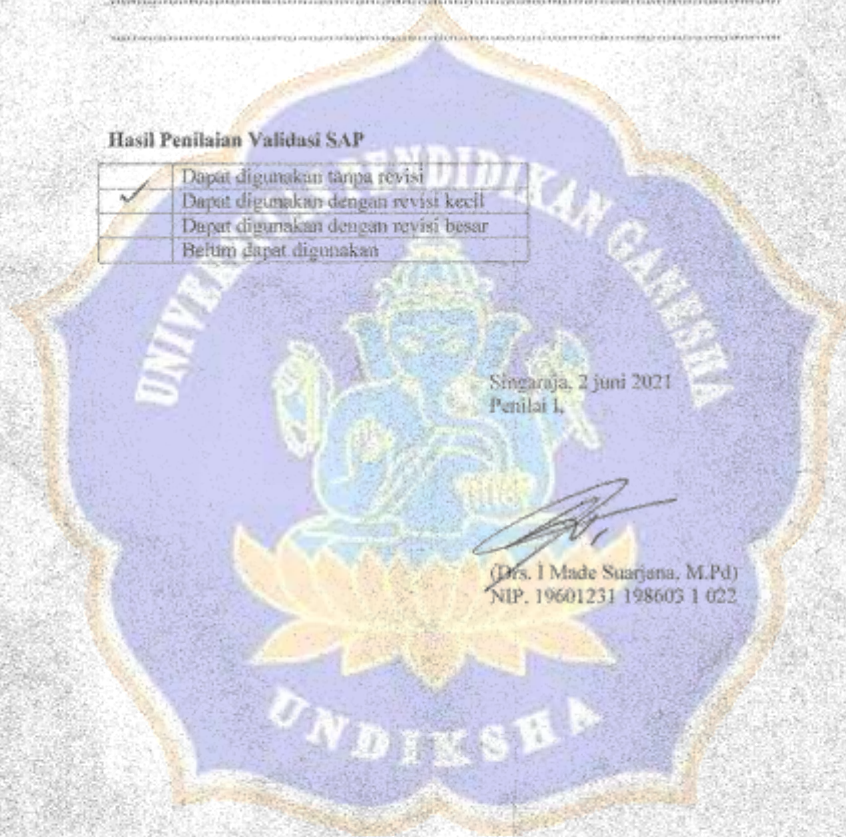 Hasil Penilaian Validasi SAP
Dapat digunakan tanpa revisi
✓ Dapat digunakan dengan revisi kecil
Dapat digunakan dengan revisi besar
Belum dapat digunakan
UNIVERSITAS PENDIDIKAN GANESHA
Singaraja, 2 juni 2021
Penilai I,
(Drs. I Made Suarjana, M.Pd)
NIP. 19601231 198603 1 022
UNDIKSHA